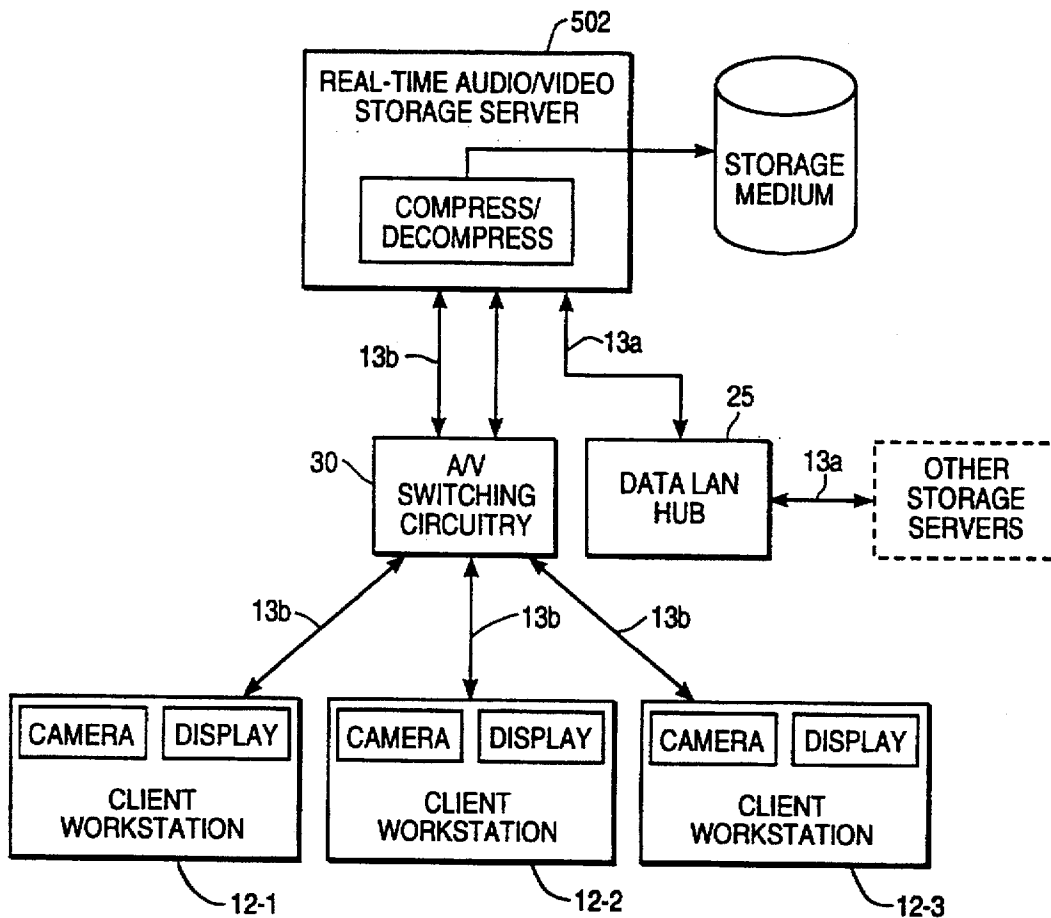 502
REAL-TIME AUDIO/VIDEO
STORAGE SERVER
COMPRESS/
DECOMPRESS
STORAGE
MEDIUM
13b
13a
25
30
A/V
SWITCHING
CIRCUITRY
DATA LAN
HUB
13a
OTHER
STORAGE
SERVERS
13b
13b
13b
CAMERA
DISPLAY
CLIENT
WORKSTATION
CAMERA
DISPLAY
CLIENT
WORKSTATION
CAMERA
DISPLAY
CLIENT
WORKSTATION
12-1
12-2
12-3